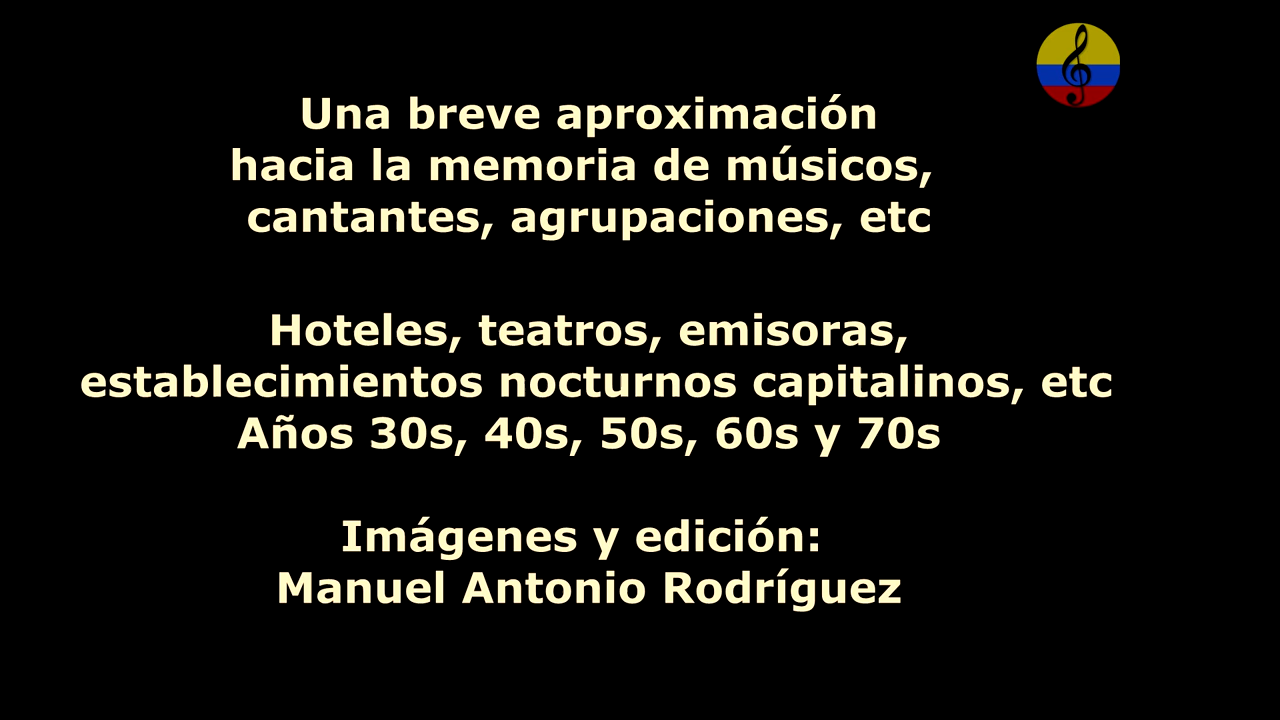 Una breve aproximación
hacia la memoria de músicos,
cantantes, agrupaciones, etc
Hoteles, teatros, emisoras,
establecimientos nocturnos capitalinos, etc
Años 30s, 40s, 50s, 60s y 70s
Imágenes y edición:
Manuel Antonio Rodríguez